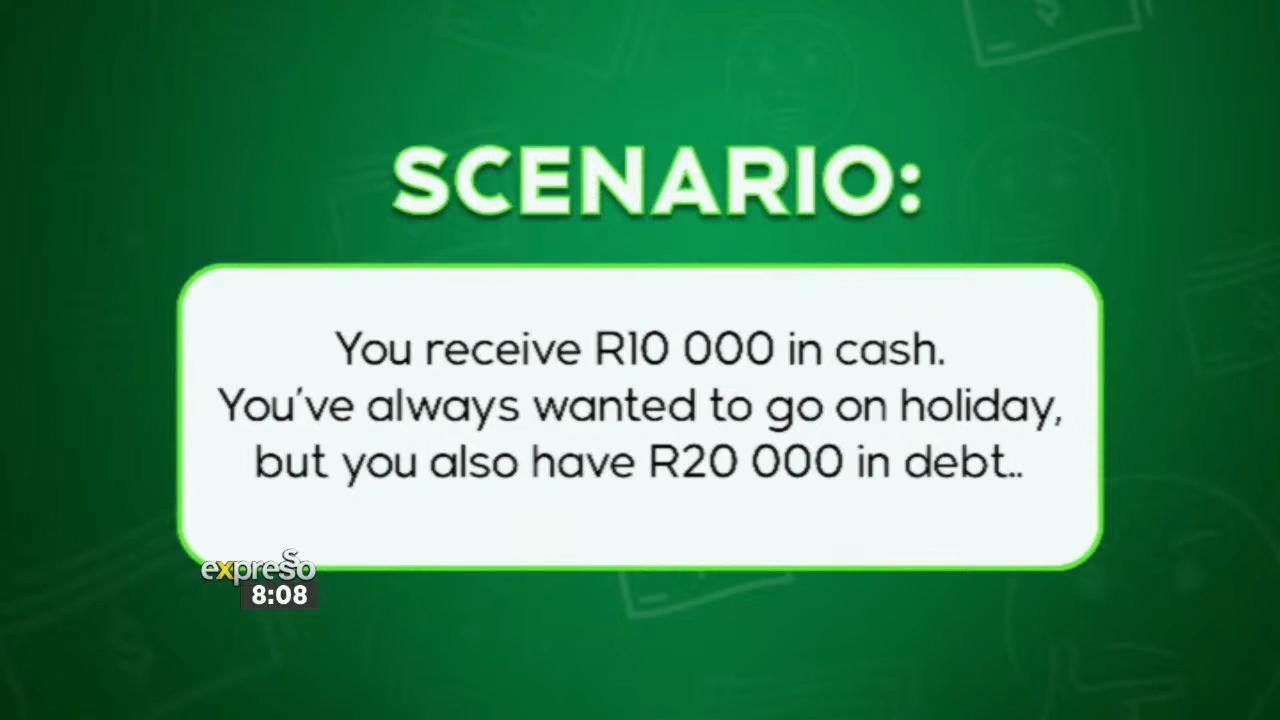 SCENARIO:
You receive R10 000 in cash.
You've always wanted to go on holiday,
but you also have R20 000 in debt..
expresso
8:08